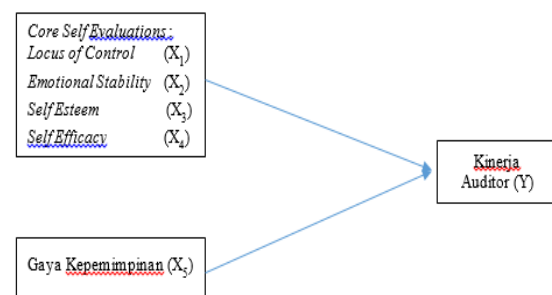 Core Self Evaluations :
Locus of Control (X₁)
Emotional Stability (X₂)
Self Esteem (X₃)
Self Efficacy (X₄)
Kinerja
Auditor (Y)
Gaya Kepemimpinan (X₅)